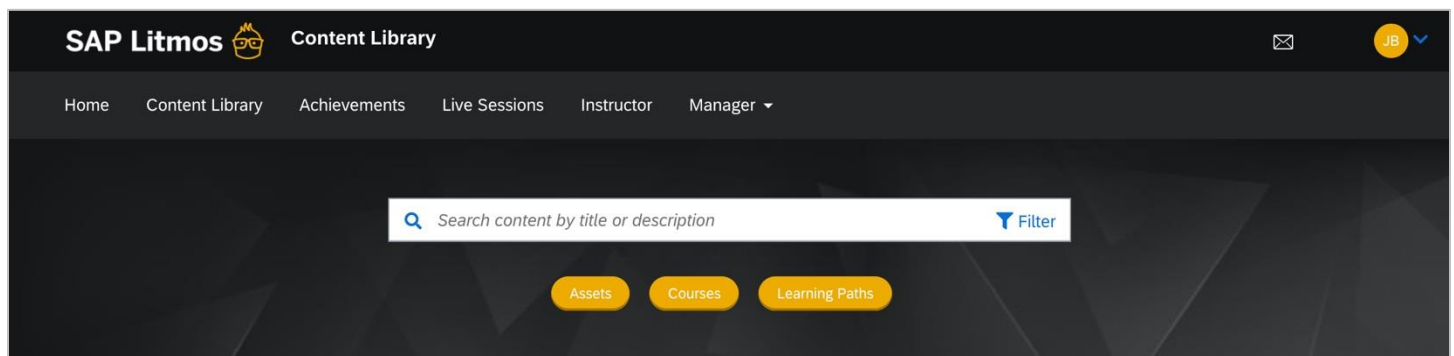 SAP Litmos Content Library JB
Home Content Library Achievements Live Sessions Instructor Manager
Search content by title or description Filter
Assets Courses Learning Paths